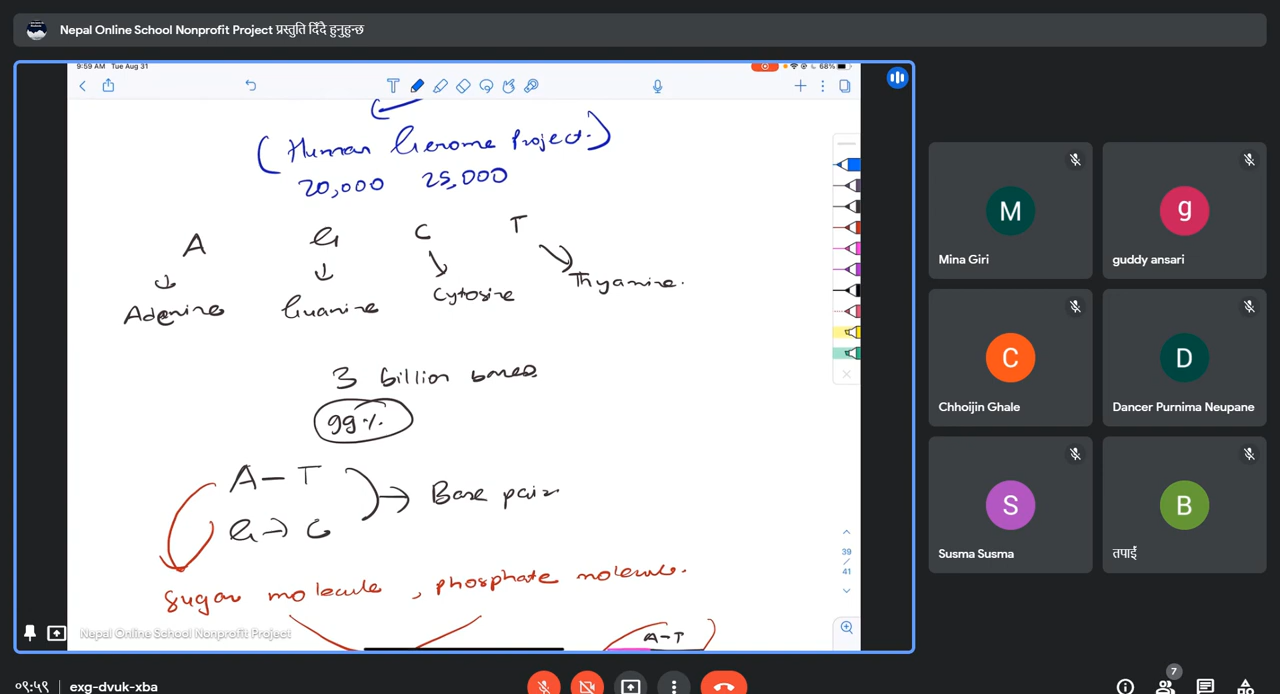 Nepal Online School Nonprofit Project प्रस्तुति दिँदै हुनुहुन्छ
9:59 AM Tue Aug 31
68%
(Human Genome Project.)
20,000 25,000
A G C T
Adenine Guanine Cytosine Thyamine.
3 billion bases
99%
A - T
G → C
→ Base pair
Sugar molecule, phosphate molecule.
A-T
39
/
41
Nepal Online School Nonprofit Project
M
Mina Giri
g
guddy ansari
C
Chhoijin Ghale
D
Dancer Purnima Neupane
S
Susma Susma
B
तपाईं
०९:५९ | exg-dvuk-xba
7